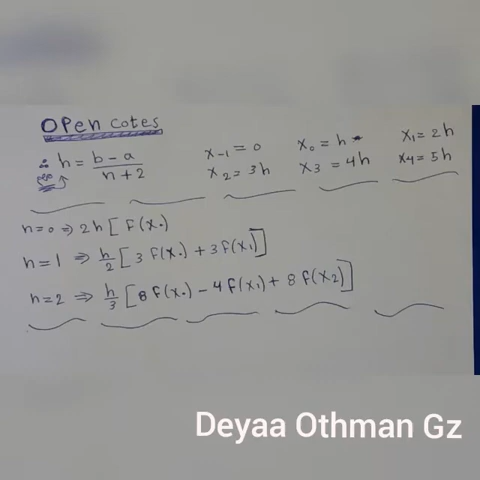 Open cotes
∴ h = b-a / n+2 x₋₁ = 0 x₀ = h x₁ = 2h
x₂ = 3h x₃ = 4h x₄ = 5h
n=0 ⇒ 2h [ f(x₀)
n=1 ⇒ h/2 [ 3 f(x₀) + 3 f(x₁) ]
n=2 ⇒ h/3 [ 8 f(x₀) - 4 f(x₁) + 8 f(x₂) ]
Deyaa Othman Gz